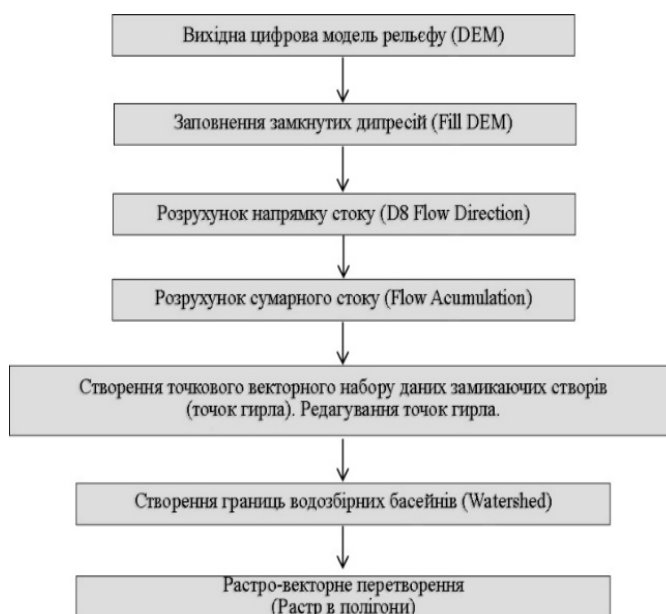 Вихідна цифрова модель рельєфу (DEM)
Заповнення замкнутих дипресій (Fill DEM)
Розрухунок напрямку стоку (D8 Flow Direction)
Розрухунок сумарного стоку (Flow Acumulation)
Створення точкового векторного набору даних замикаючих створів
(точок гирла). Редагування точок гирла.
Створення границь водозбірних басейнів (Watershed)
Растро-векторне перетворення
(Растр в полігони)